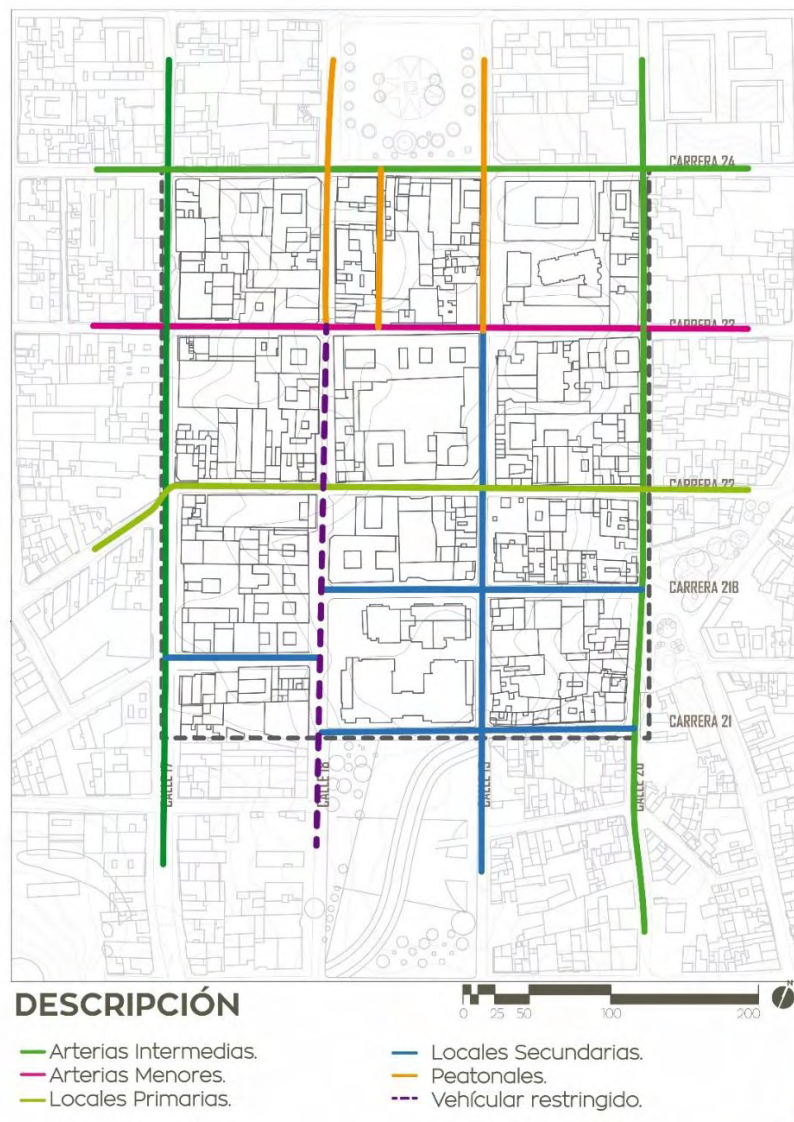 CARRERA 24
CARRERA 23
CARRERA 22
CARRERA 21B
CARRERA 21
CALLE 17
CALLE 18
CALLE 19
CALLE 20
DESCRIPCIÓN
0 25 50 100 200
N
Arterias Intermedias.
Arterias Menores.
Locales Primarias.
Locales Secundarias.
Peatonales.
Vehícular restringido.